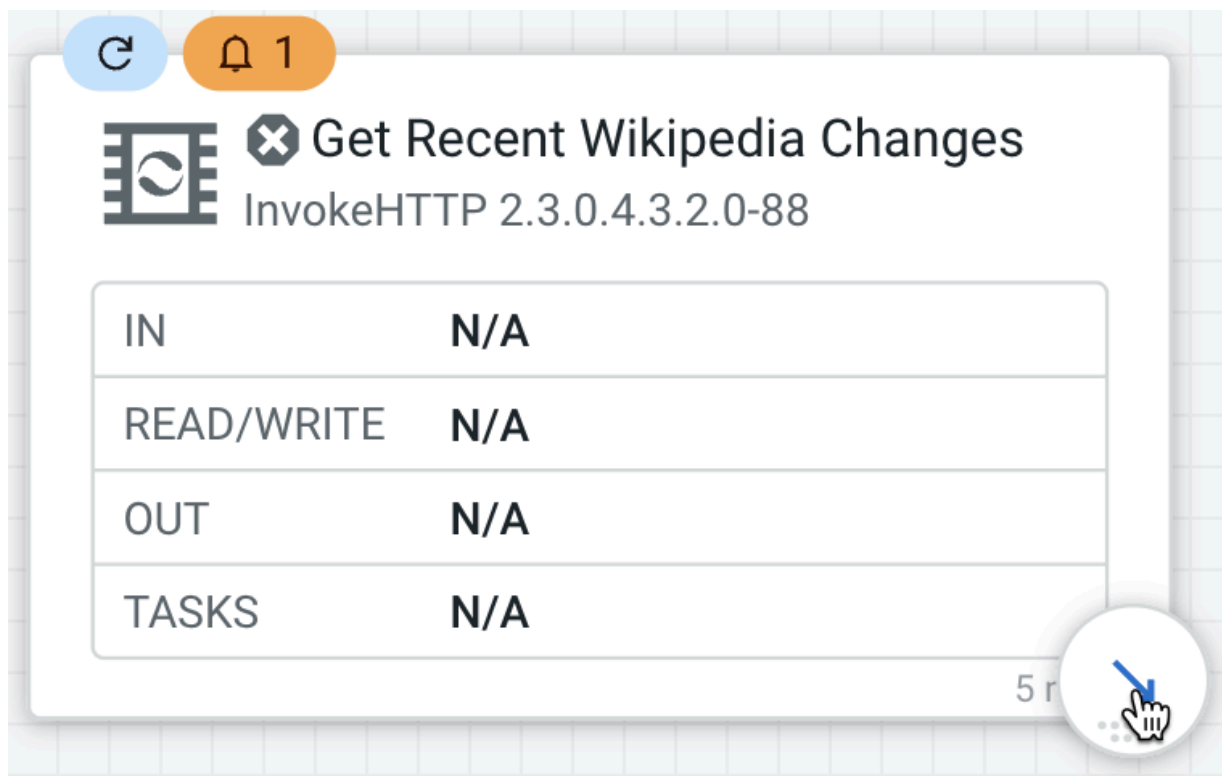 1
Get Recent Wikipedia Changes
InvokeHTTP 2.3.0.4.3.2.0-88
IN N/A
READ/WRITE N/A
OUT N/A
TASKS N/A
5